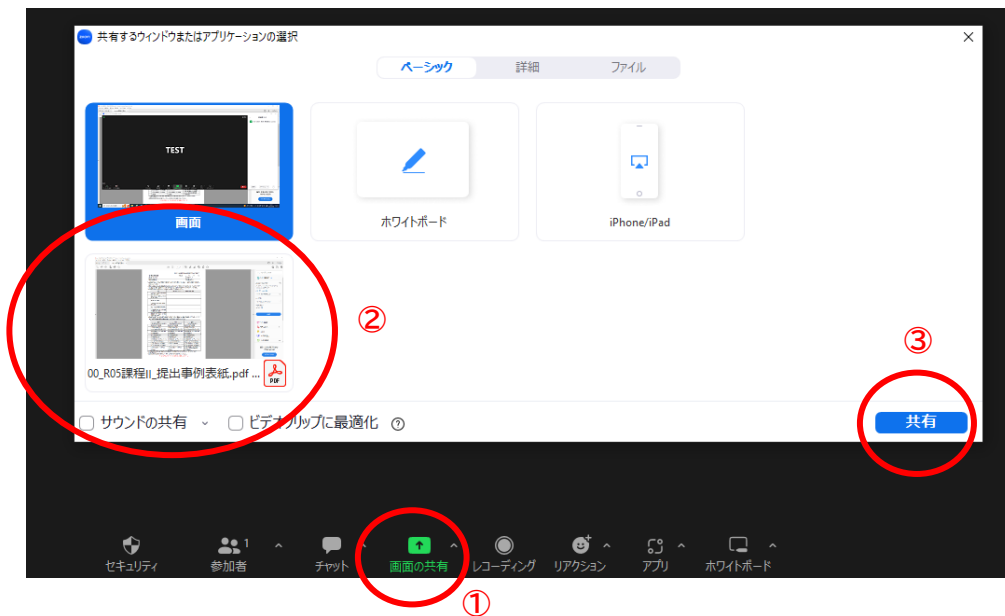 共有するウィンドウまたはアプリケーションの選択
ベーシック 詳細 ファイル
TEST
画面
ホワイトボード
iPhone/iPad
②
③
00_R05課程II_提出事例表紙.pdf ...
PDF
サウンドの共有
ビデオクリップに最適化
共有
1
セキュリティ 参加者 チャット 画面の共有 レコーディング リアクション アプリ ホワイトボード
①